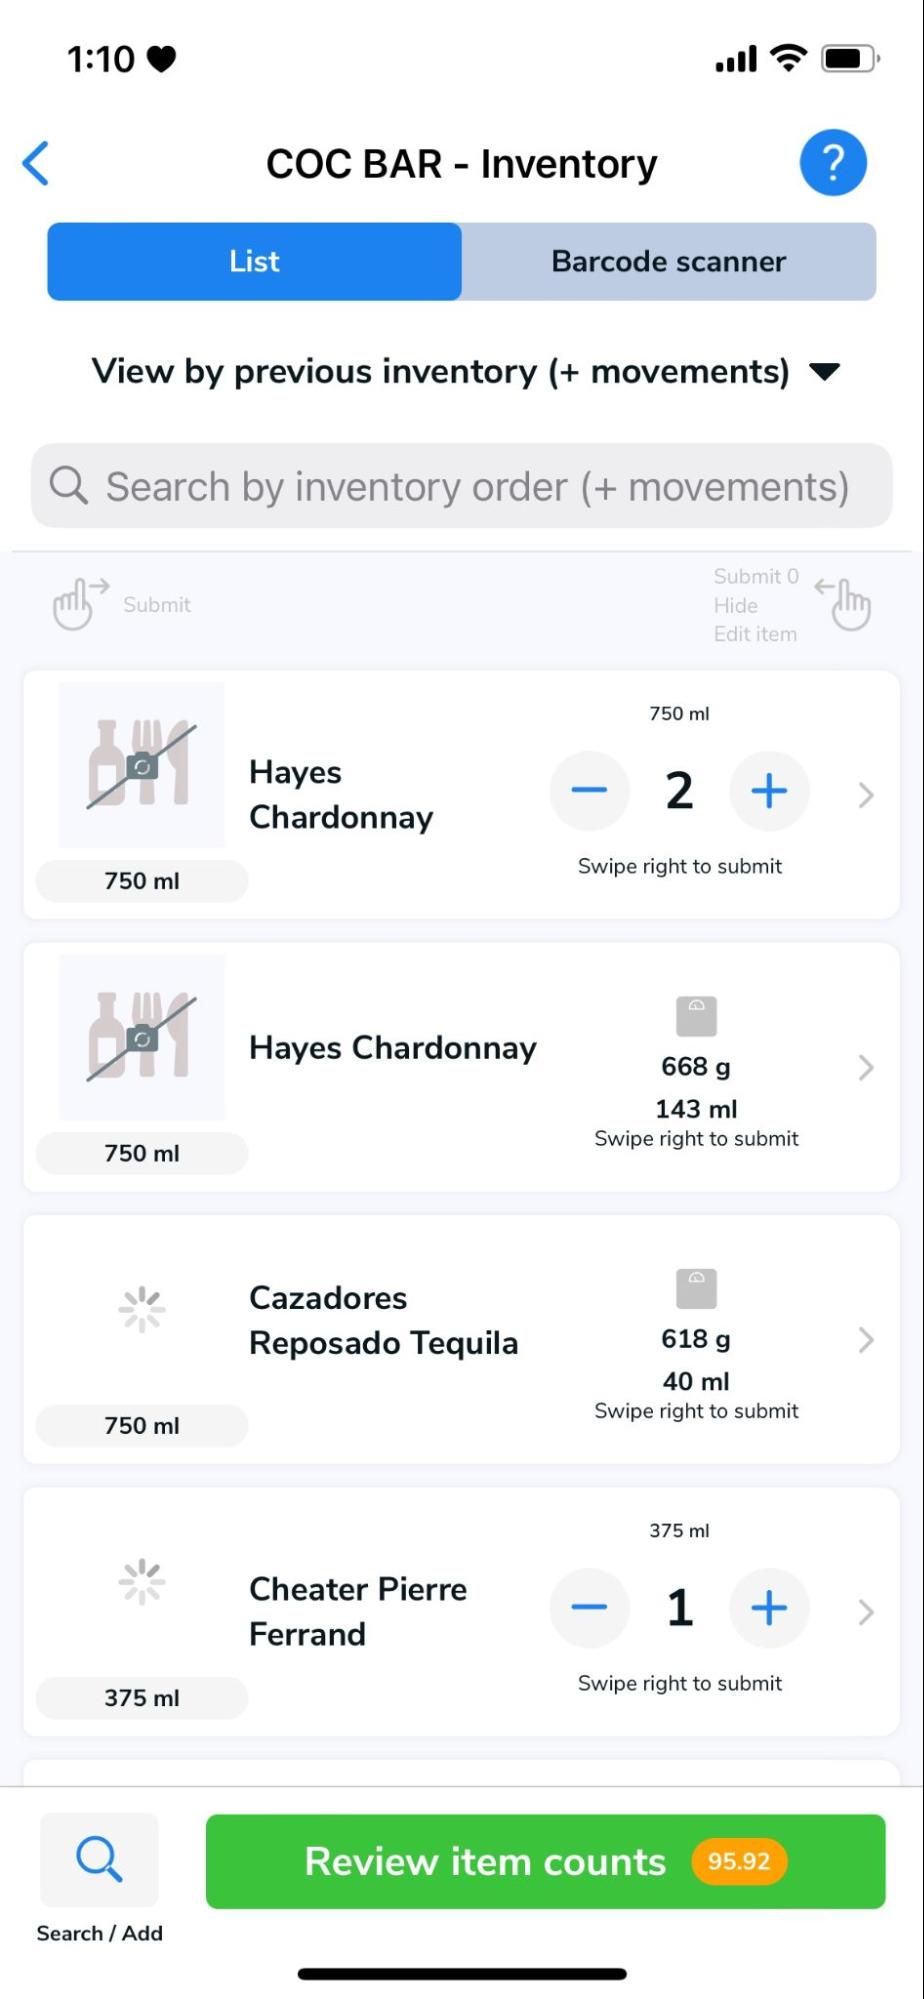 1:10
COC BAR - Inventory
?
List
Barcode scanner
View by previous inventory (+ movements)
Search by inventory order (+ movements)
Submit
Submit 0
Hide
Edit item
750 ml
Hayes
Chardonnay
2
750 ml
Swipe right to submit
Hayes Chardonnay
668 g
143 ml
Swipe right to submit
750 ml
Cazadores
Reposado Tequila
618 g
40 ml
Swipe right to submit
750 ml
375 ml
Cheater Pierre
Ferrand
1
Swipe right to submit
375 ml
Review item counts 95.92
Search / Add